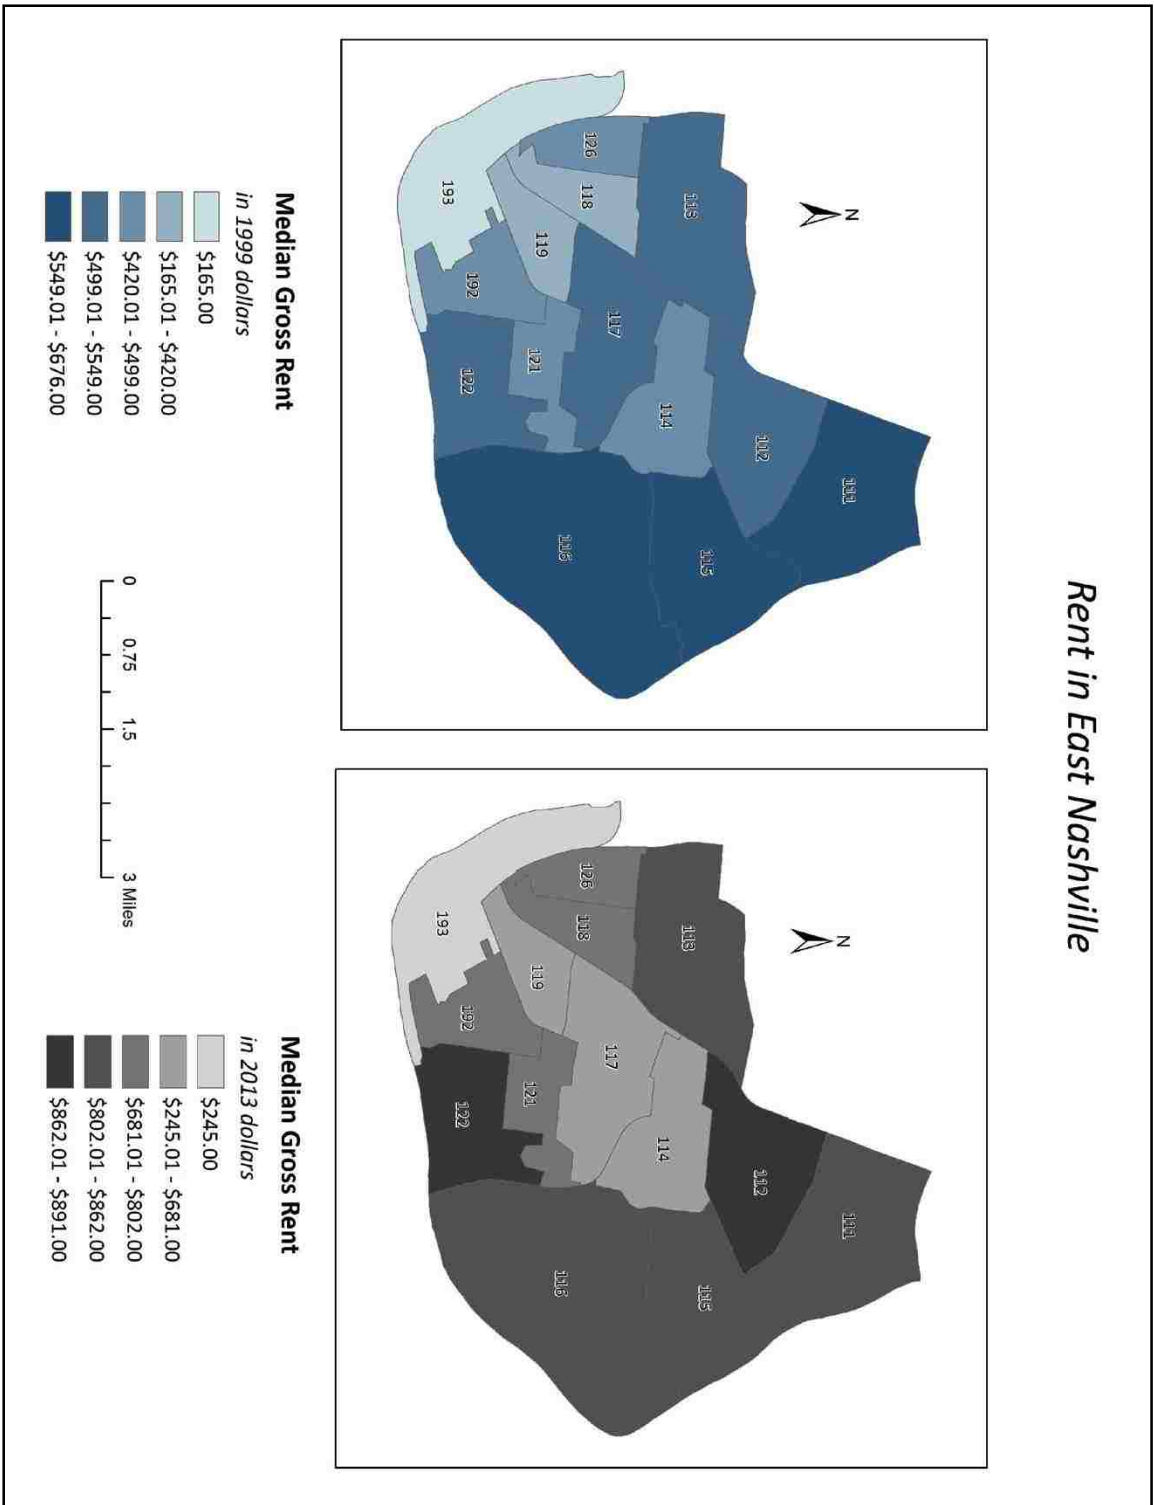 Rent in East Nashville
N
111
112
113
115
114
126
118
117
116
119
121
192
122
193
N
111
112
113
115
114
126
118
117
116
119
121
192
122
193
Median Gross Rent
in 1999 dollars
$165.00
$165.01 - $420.00
$420.01 - $499.00
$499.01 - $549.00
$549.01 - $676.00
0 0.75 1.5 3 Miles
Median Gross Rent
in 2013 dollars
$245.00
$245.01 - $681.00
$681.01 - $802.00
$802.01 - $862.00
$862.01 - $891.00